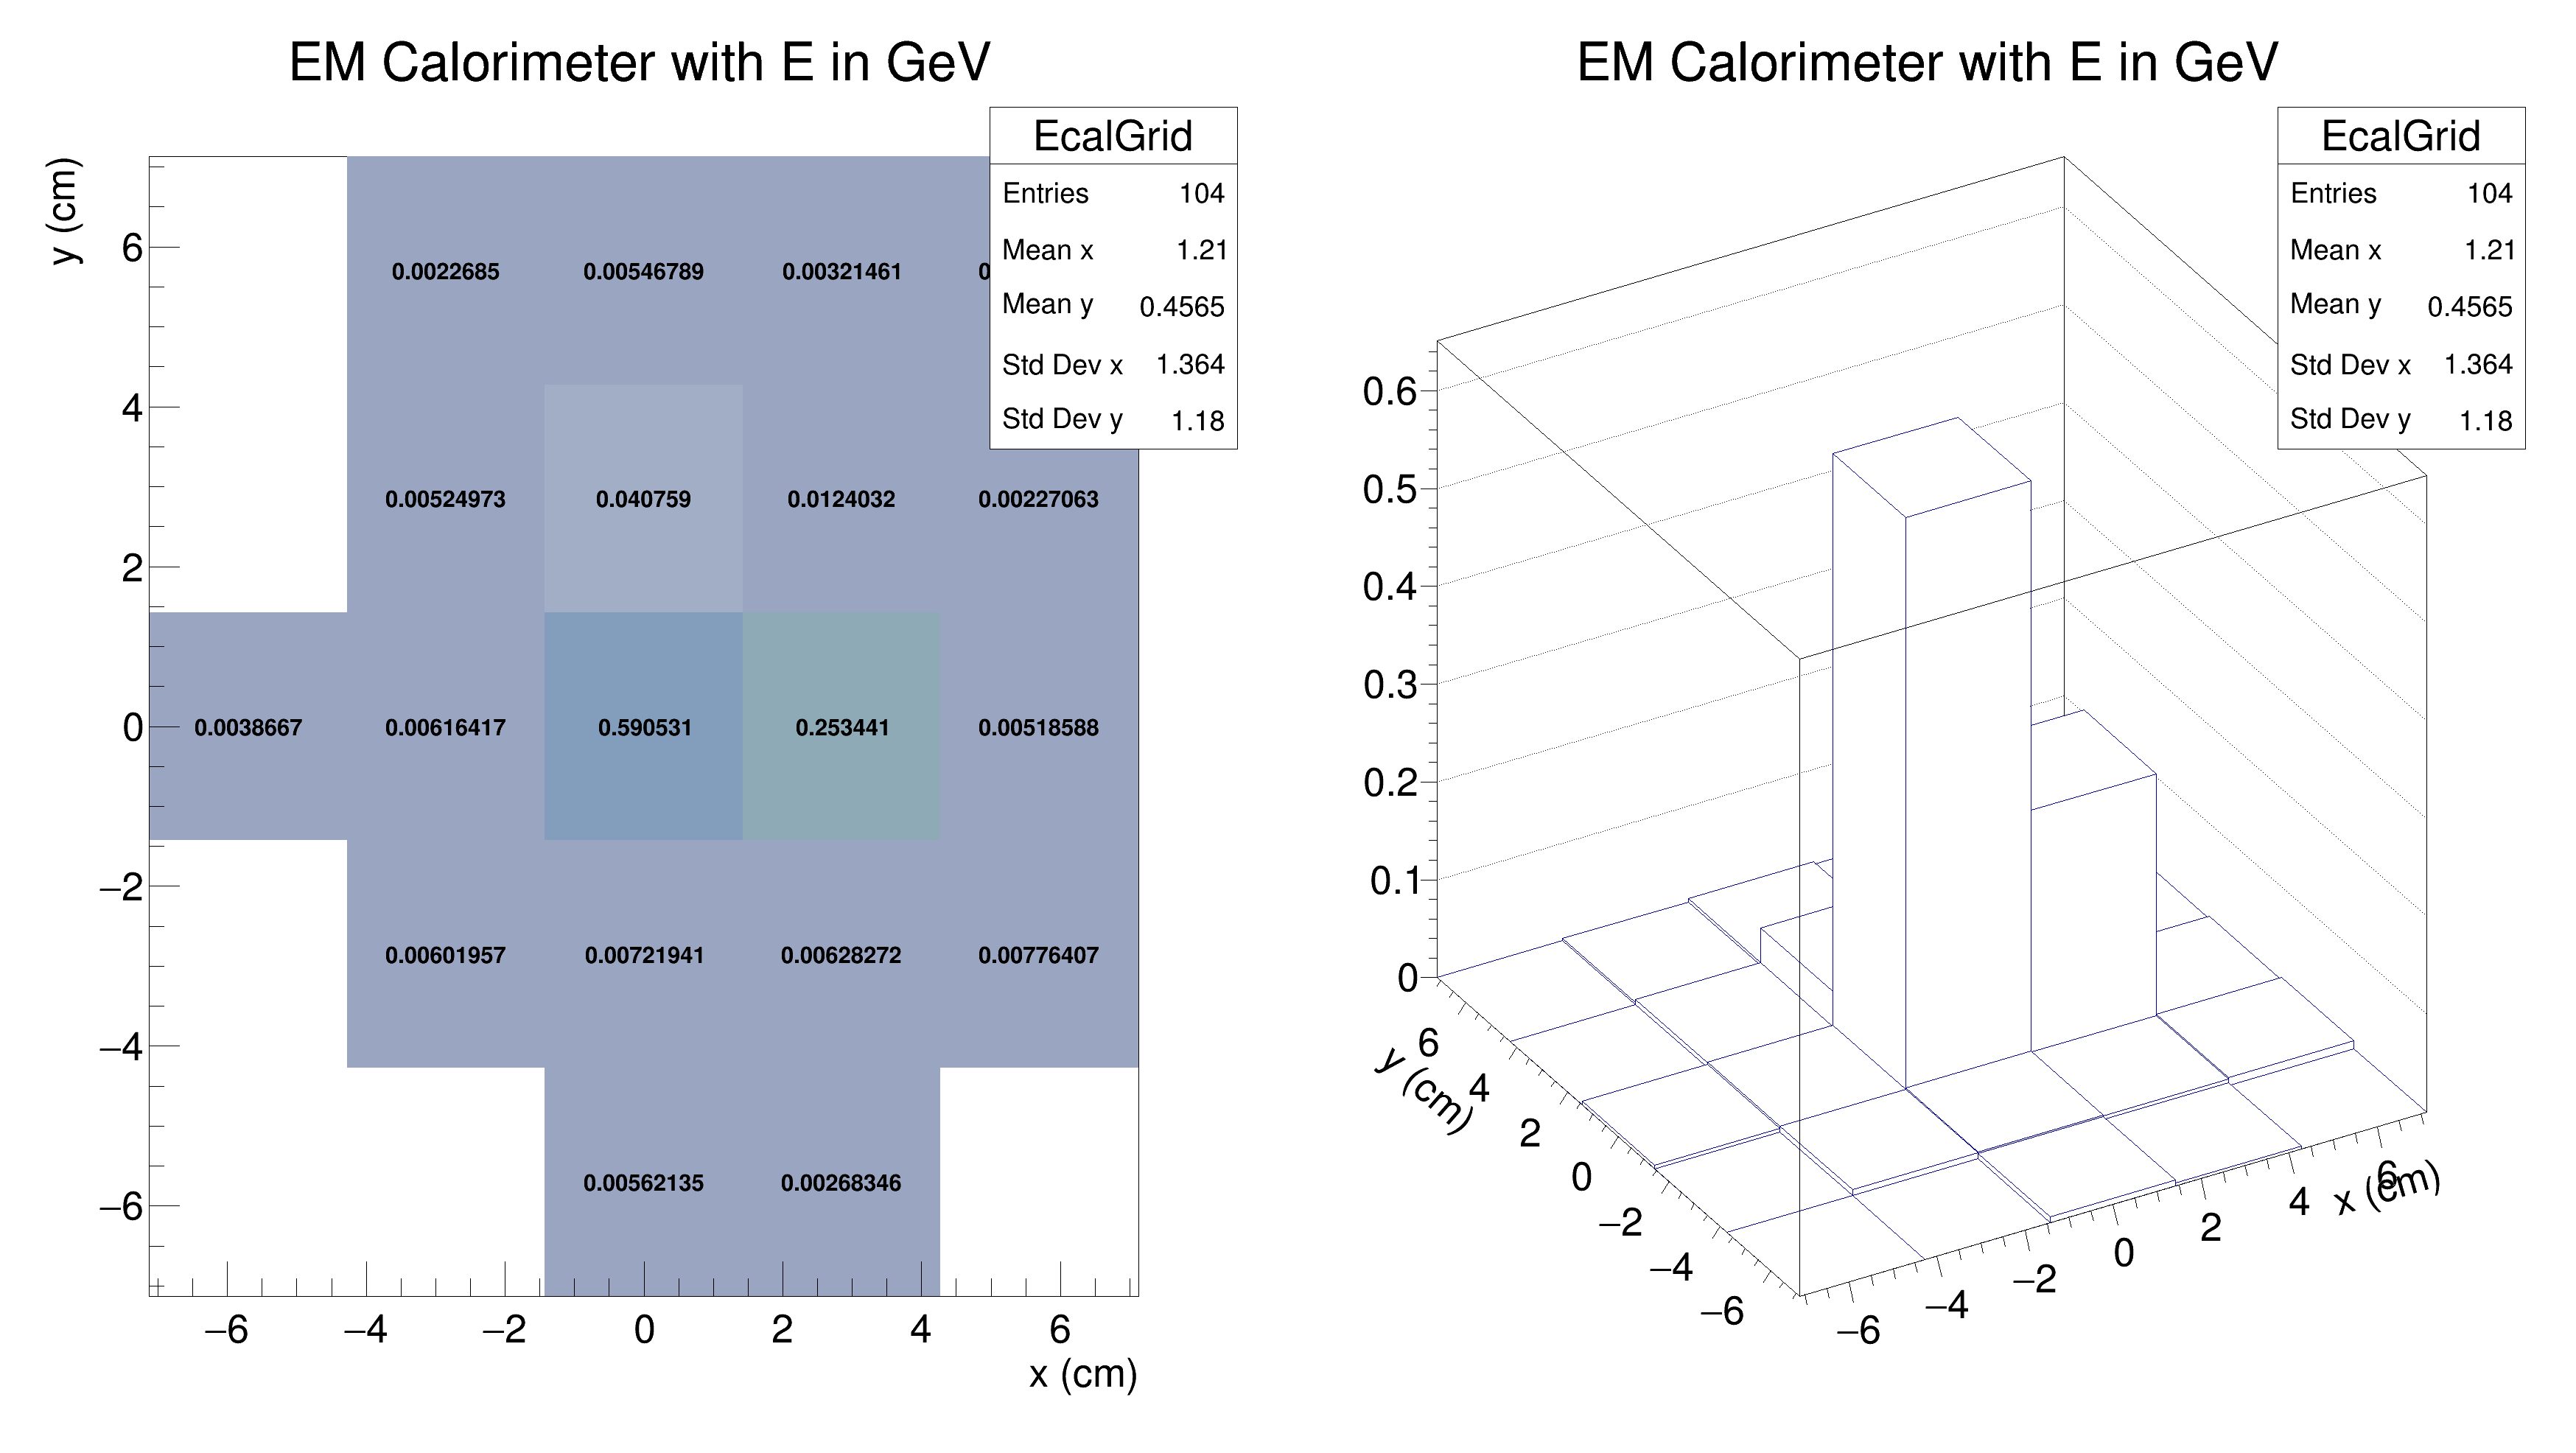 EM Calorimeter with E in GeV
EcalGrid
Entries 104
Mean x 1.21
Mean y 0.4565
Std Dev x 1.364
Std Dev y 1.18
y (cm)
6
4
2
0
−2
−4
−6
0.0022685 0.00546789 0.00321461
0.00524973 0.040759 0.0124032 0.00227063
0.0038667 0.00616417 0.590531 0.253441 0.00518588
0.00601957 0.00721941 0.00628272 0.00776407
0.00562135 0.00268346
−6 −4 −2 0 2 4 6
x (cm)
EM Calorimeter with E in GeV
EcalGrid
Entries 104
Mean x 1.21
Mean y 0.4565
Std Dev x 1.364
Std Dev y 1.18
0.6
0.5
0.4
0.3
0.2
0.1
0
6
4
2
0
−2
−4
−6
y (cm)
−6
−4
−2
0
2
4
6
x (cm)